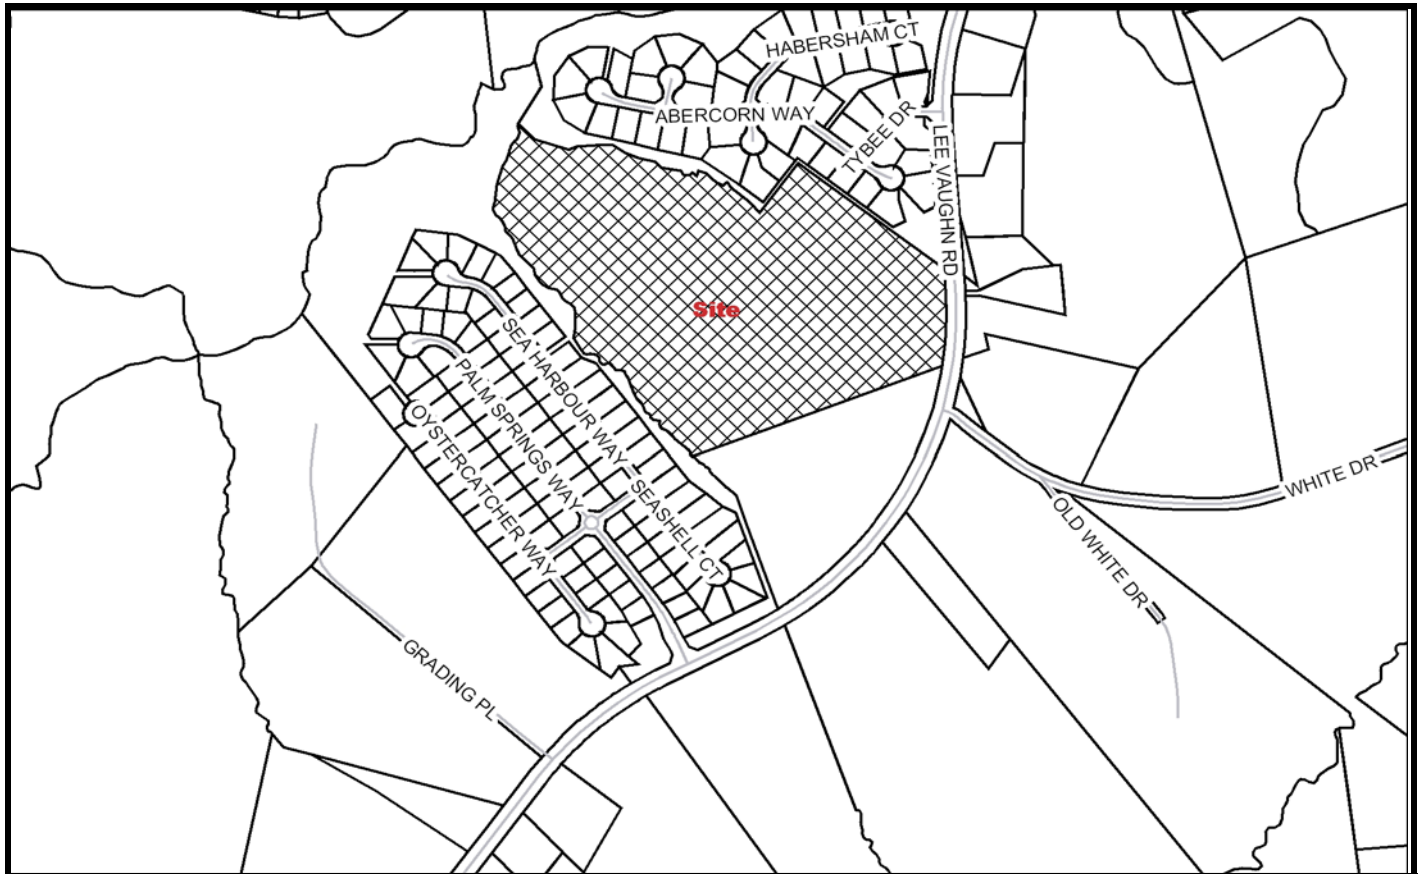 HABERSHAM CT
ABERCORN WAY
TYBEE DR
LEE VAUGHN RD
Site
SEA HARBOUR WAY
PALM SPRINGS WAY
OYSTERCATCHER WAY
SEASHELL CT
WHITE DR
OLD WHITE DR
GRADING PL